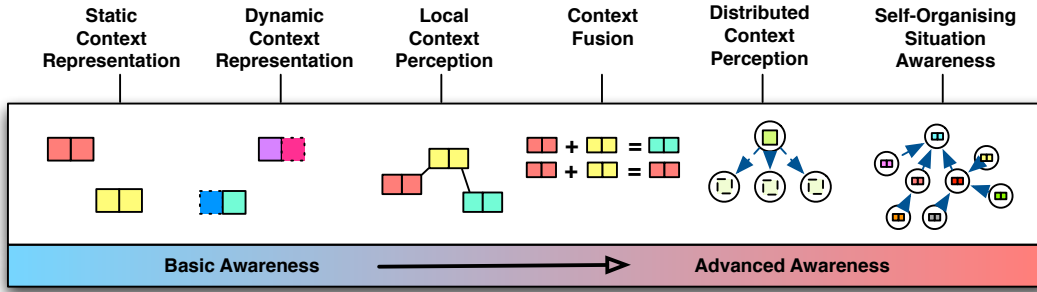 Static
Context
Representation
Dynamic
Context
Representation
Local
Context
Perception
Context
Fusion
Distributed
Context
Perception
Self-Organising
Situation
Awareness
+ =
+ =
Basic Awareness
Advanced Awareness